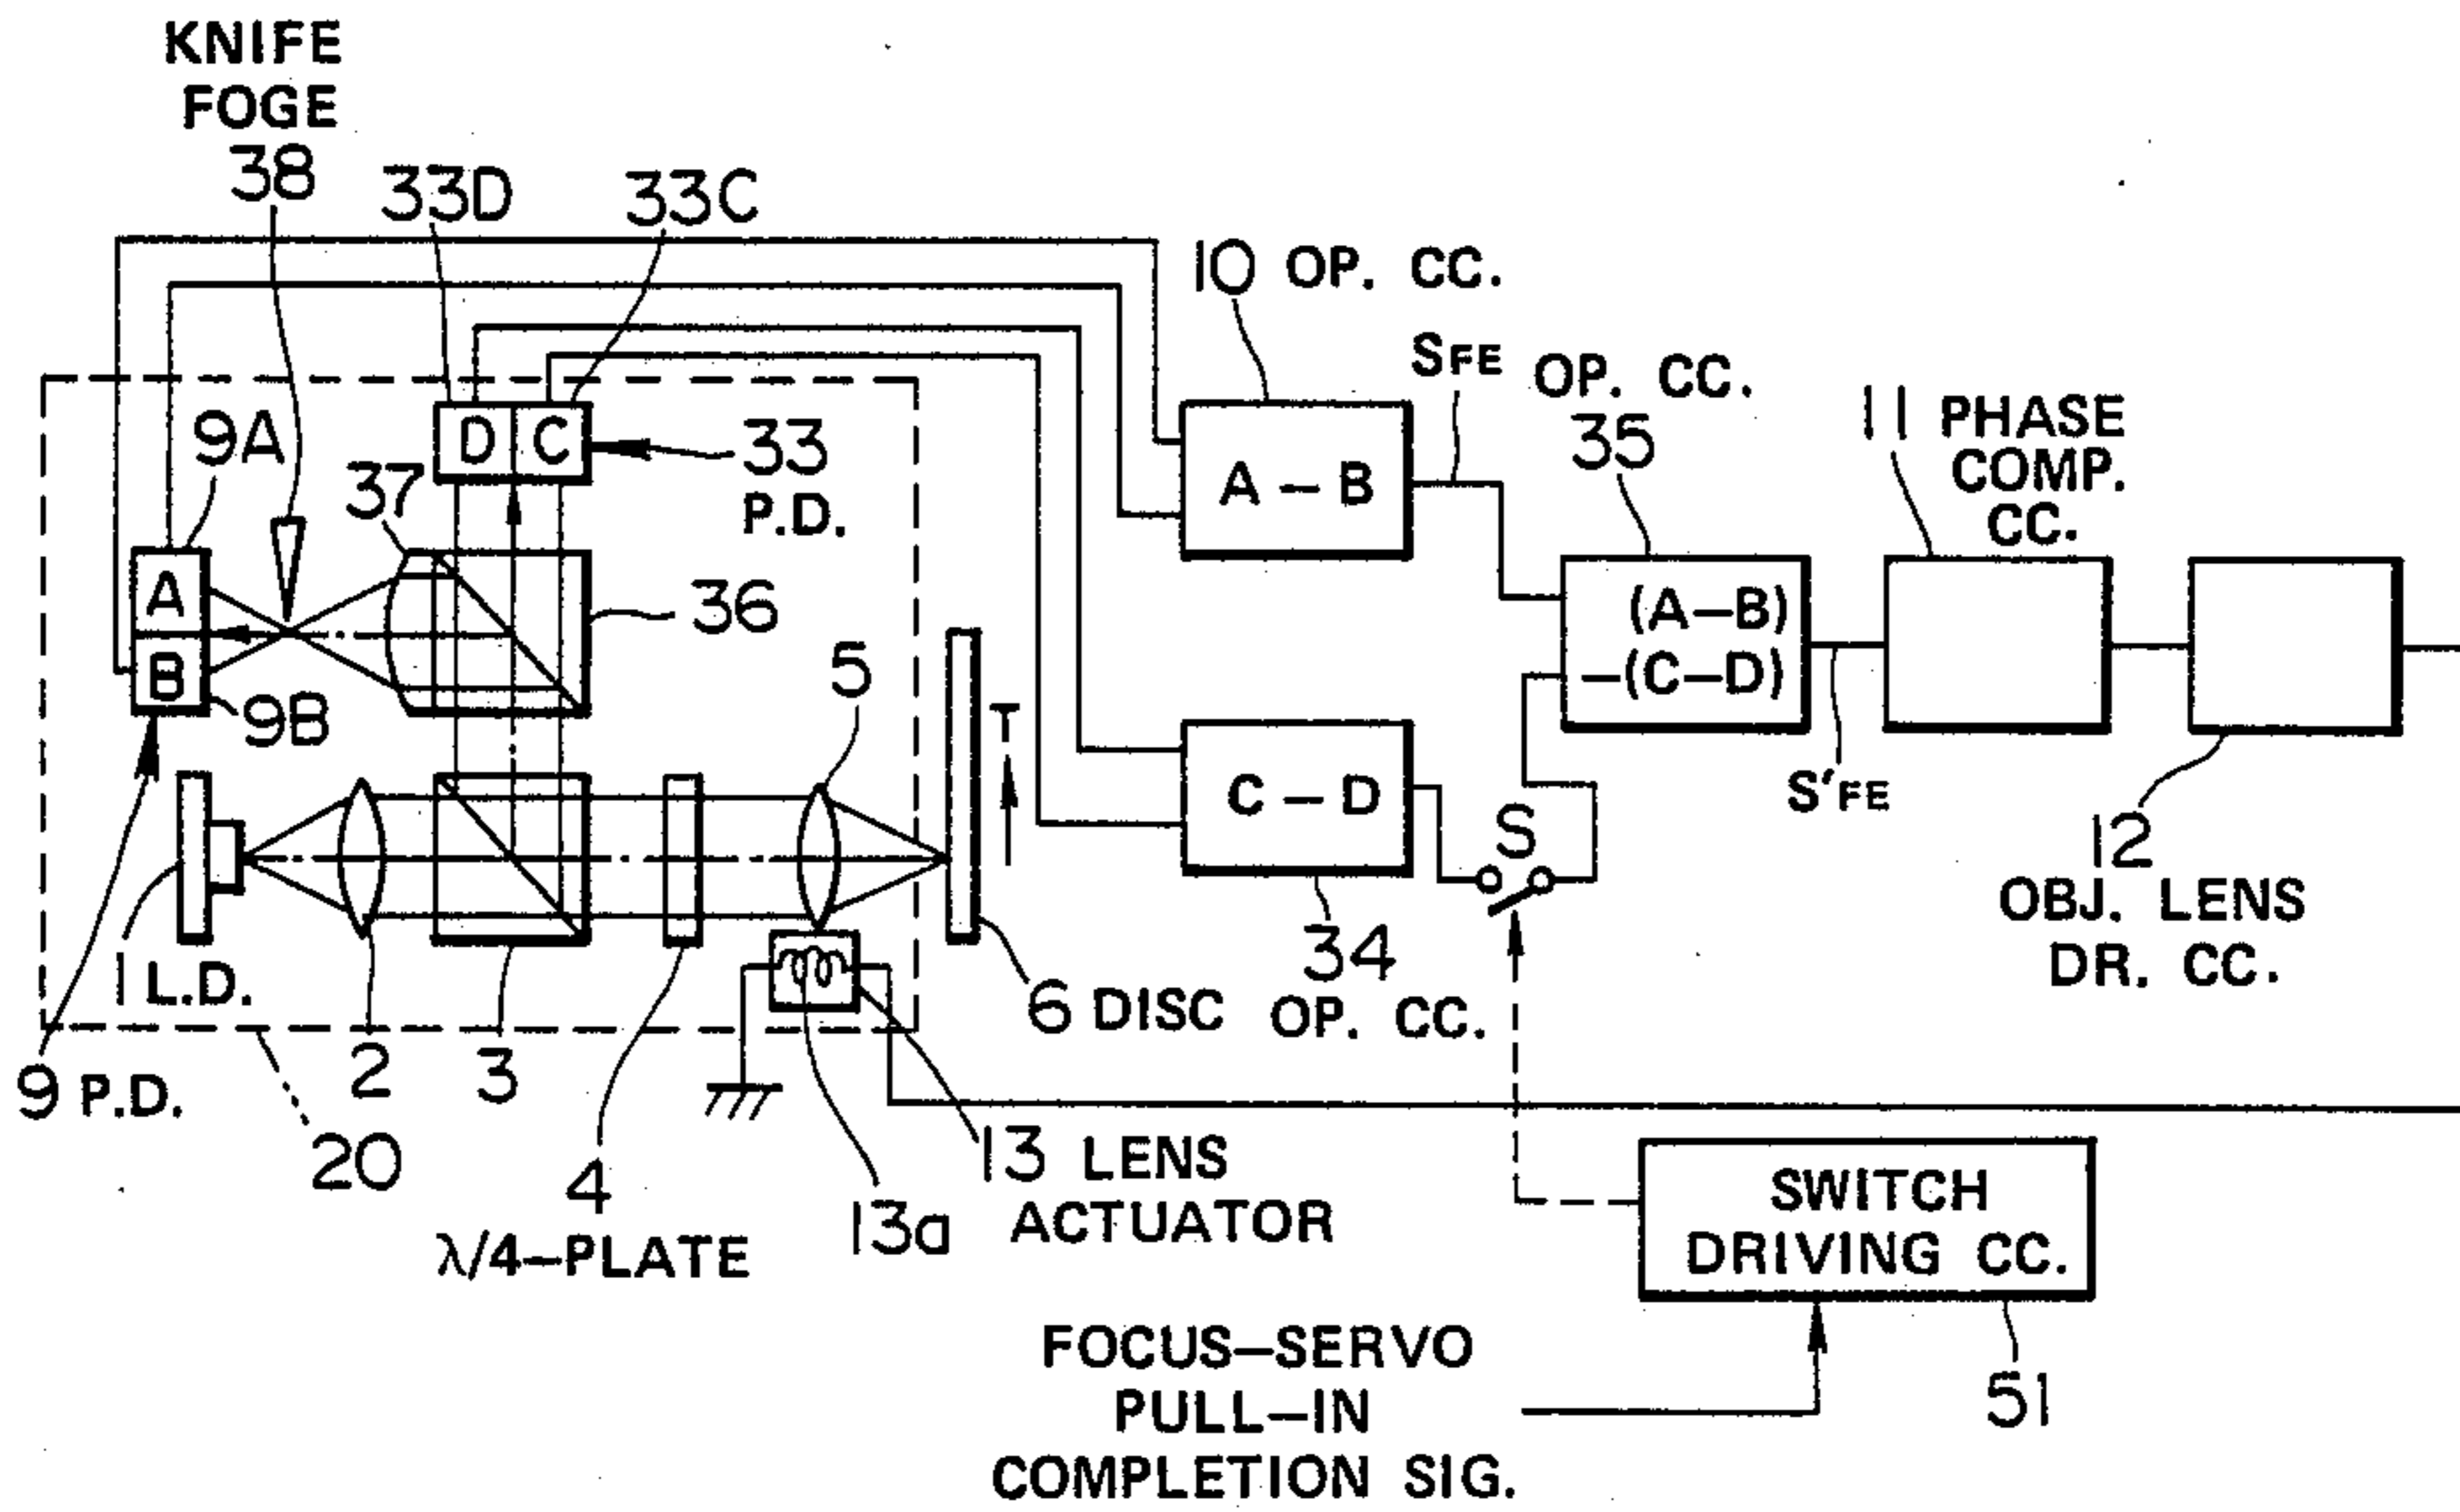 KNIFE
FOGE
38
33D
33C
10 OP. CC.
SFE
OP. CC.
35
11 PHASE
COMP.
CC.
9A
37
D C
33
P.D.
A – B
A
B
36
5
T
(A–B)
–(C–D)
9B
S'FE
C – D
S
12
OBJ. LENS
DR. CC.
1 L.D.
34
OP. CC.
6 DISC
9 P.D.
2
3
20
4
λ/4–PLATE
13a
13 LENS
ACTUATOR
SWITCH
DRIVING CC.
51
FOCUS–SERVO
PULL–IN
COMPLETION SIG.